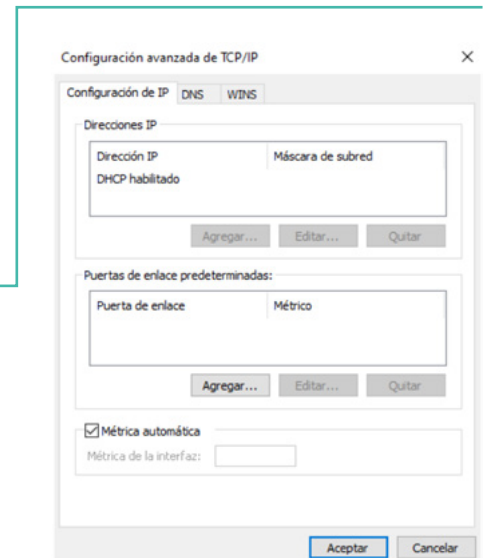 Configuración avanzada de TCP/IP
Configuración de IP DNS WINS
Direcciones IP
Dirección IP Máscara de subred
DHCP habilitado
Agregar... Editar... Quitar
Puertas de enlace predeterminadas:
Puerta de enlace Métrico
Agregar... Editar... Quitar
Métrica automática
Métrica de la interfaz:
Aceptar Cancelar